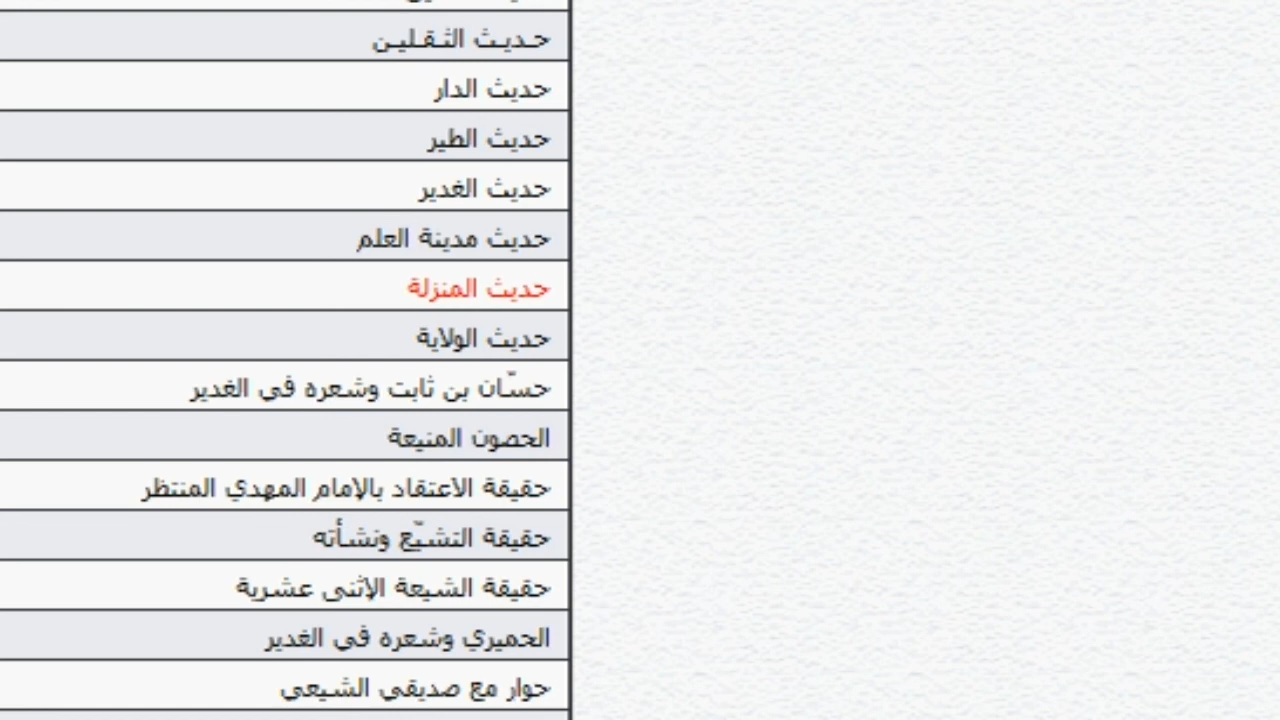 حديث الثقلين
حديث الدار
حديث الطير
حديث الغدير
حديث مدينة العلم
حديث المنزلة
حديث الولاية
حسّان بن ثابت وشعره في الغدير
الحصون المنيعة
حقيقة الاعتقاد بالإمام المهدي المنتظر
حقيقة التشيّع ونشأته
حقيقة الشيعة الإثنى عشرية
الحميري وشعره في الغدير
حوار مع صديقي الشيعي